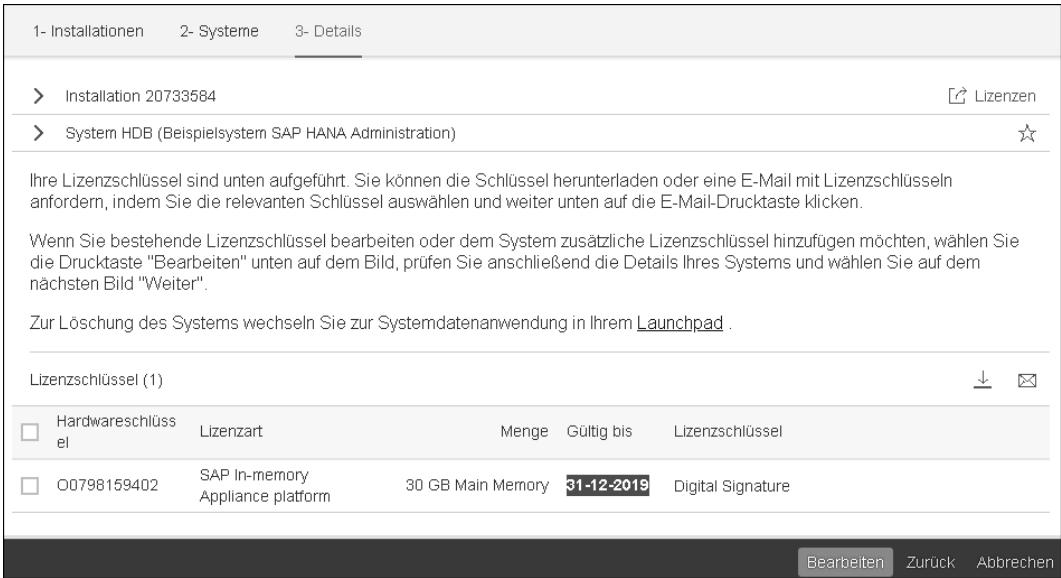 1- Installationen 2- Systeme 3- Details
Installation 20733584 Lizenzen
System HDB (Beispielsystem SAP HANA Administration)
Ihre Lizenzschlüssel sind unten aufgeführt. Sie können die Schlüssel herunterladen oder eine E-Mail mit Lizenzschlüsseln
anfordern, indem Sie die relevanten Schlüssel auswählen und weiter unten auf die E-Mail-Drucktaste klicken.
Wenn Sie bestehende Lizenzschlüssel bearbeiten oder dem System zusätzliche Lizenzschlüssel hinzufügen möchten, wählen Sie
die Drucktaste "Bearbeiten" unten auf dem Bild, prüfen Sie anschließend die Details Ihres Systems und wählen Sie auf dem
nächsten Bild "Weiter".
Zur Löschung des Systems wechseln Sie zur Systemdatenanwendung in Ihrem Launchpad .
Lizenzschlüssel (1)
Hardwareschlüss
el Lizenzart Menge Gültig bis Lizenzschlüssel
O0798159402 SAP In-memory
Appliance platform 30 GB Main Memory 31-12-2019 Digital Signature
Bearbeiten Zurück Abbrechen